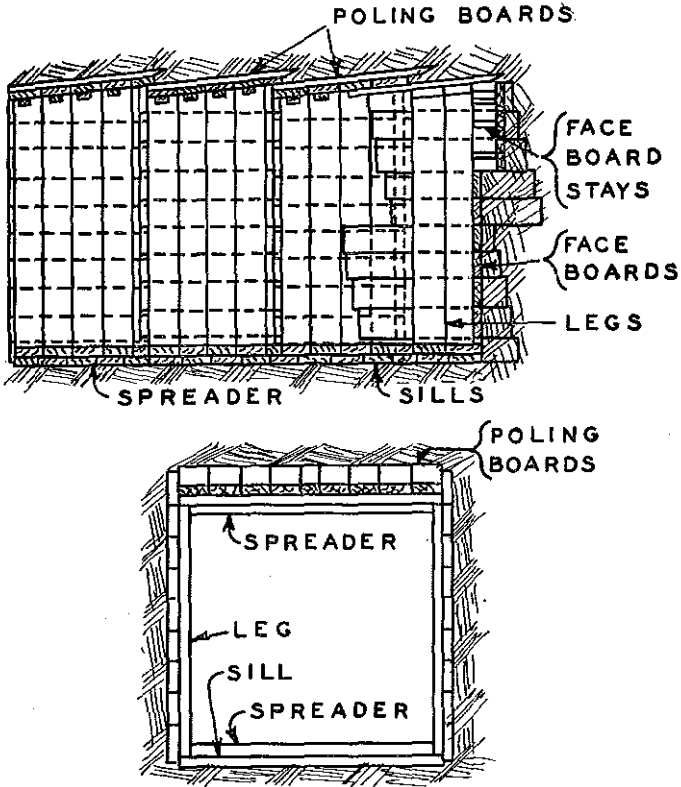 POLING BOARDS
FACE
BOARD
STAYS
FACE
BOARDS
LEGS
SPREADER
SILLS
POLING
BOARDS
SPREADER
LEG
SILL
SPREADER